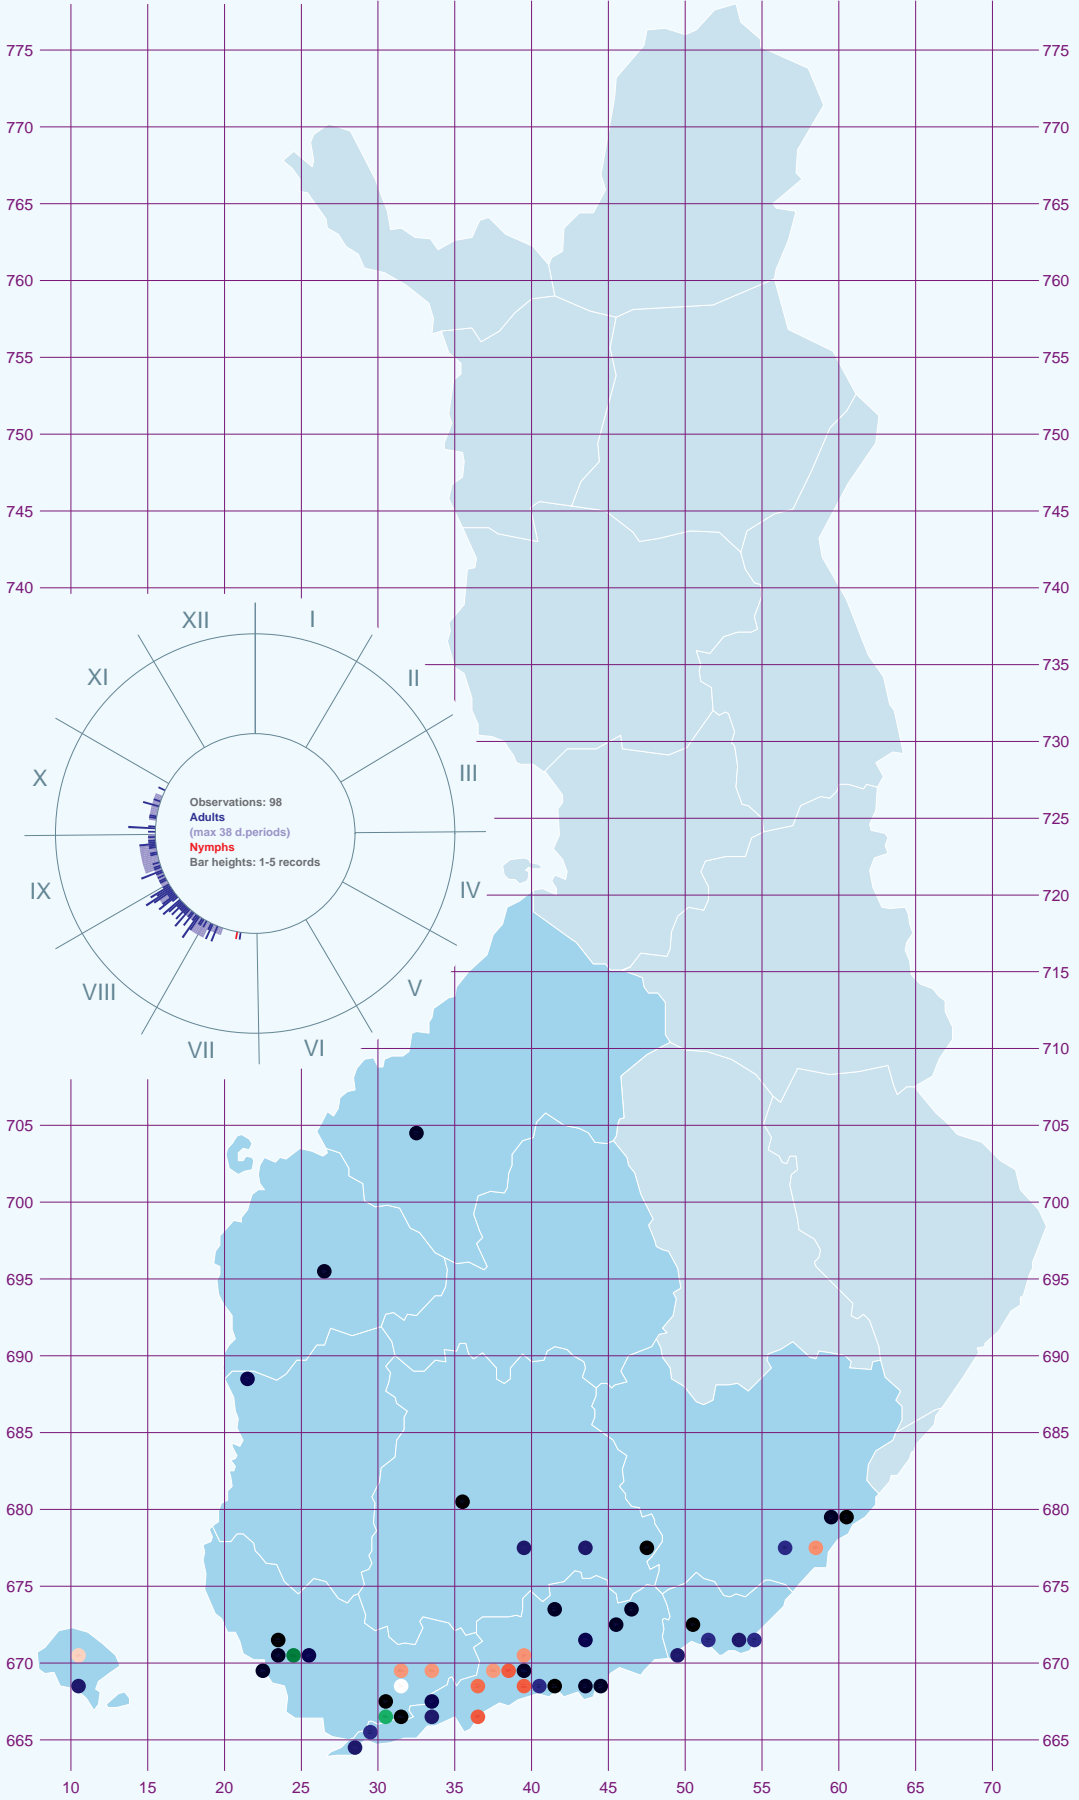 775 775
770 770
765 765
760 760
755 755
750 750
745 745
740 740
XII I
735
XI II
730
X III
Observations: 98
Adults
725
(max 38 d.periods)
Nymphs
Bar heights: 1-5 records
IX IV
720
VIII V
715
VII VI
710
705 705
700 700
695 695
690 690
685 685
680 680
675 675
670 670
665 665
10 15 20 25 30 35 40 45 50 55 60 65 70